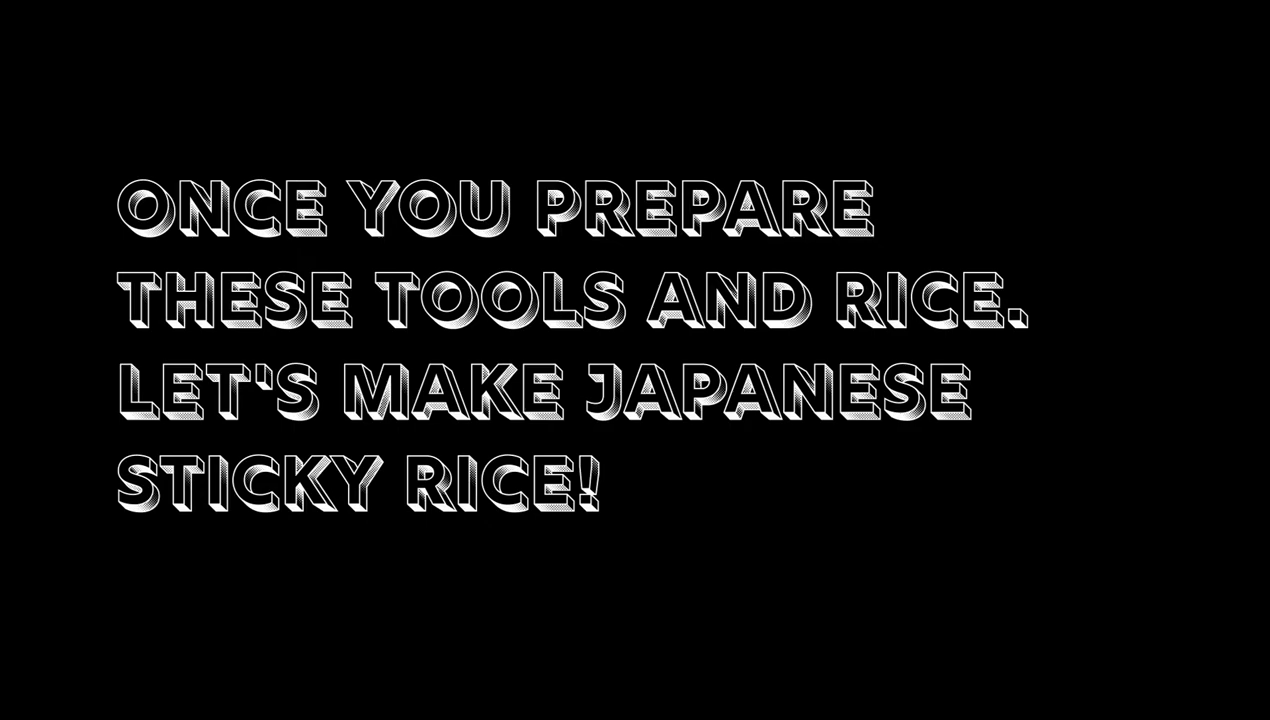 ONCE YOU PREPARE
THESE TOOLS AND RICE.
LET'S MAKE JAPANESE
STICKY RICE!